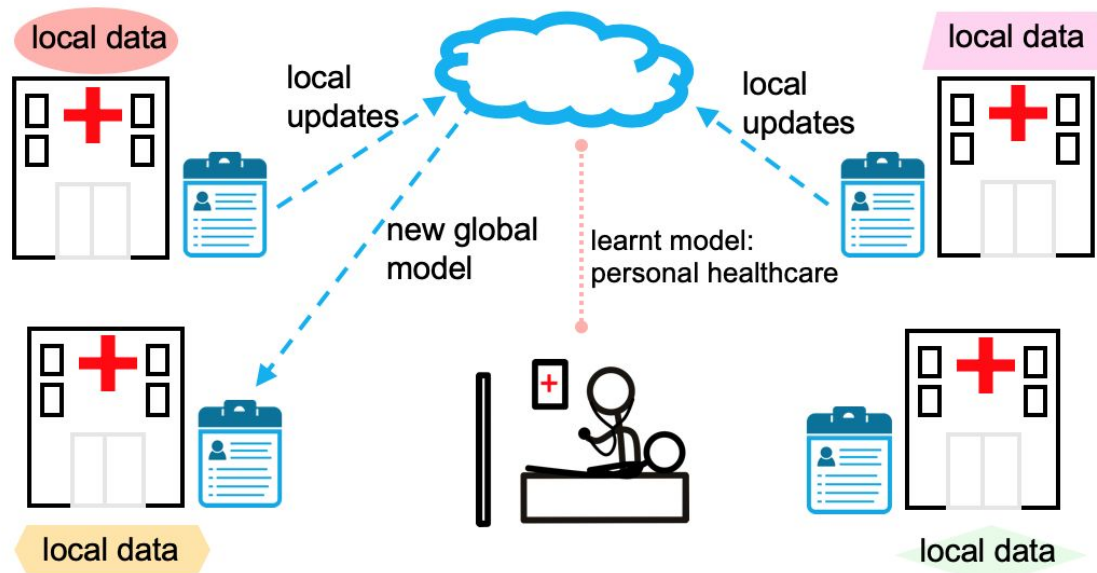 local data
local data
local
updates
local
updates
new global
model
learnt model:
personal healthcare
local data
local data